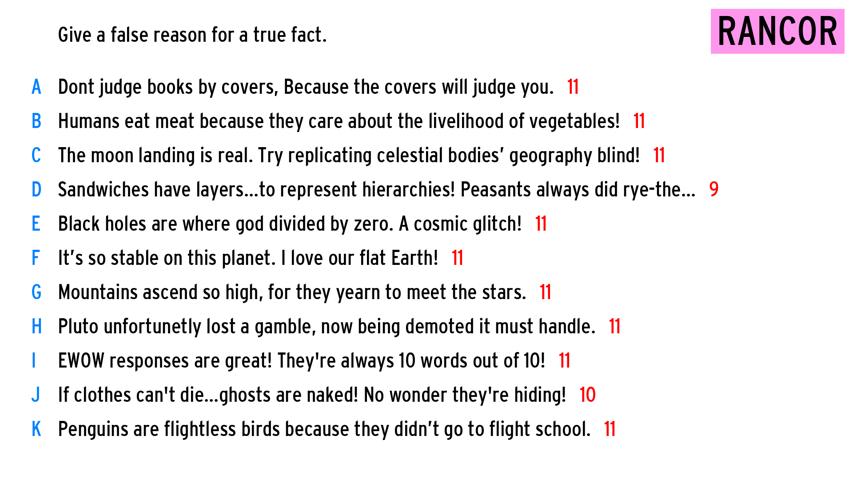 Give a false reason for a true fact.
RANCOR
A Dont judge books by covers, Because the covers will judge you. 11
B Humans eat meat because they care about the livelihood of vegetables! 11
C The moon landing is real. Try replicating celestial bodies’ geography blind! 11
D Sandwiches have layers...to represent hierarchies! Peasants always did rye-the... 9
E Black holes are where god divided by zero. A cosmic glitch! 11
F It’s so stable on this planet. I love our flat Earth! 11
G Mountains ascend so high, for they yearn to meet the stars. 11
H Pluto unfortunetly lost a gamble, now being demoted it must handle. 11
I EWOW responses are great! They're always 10 words out of 10! 11
J If clothes can't die...ghosts are naked! No wonder they're hiding! 10
K Penguins are flightless birds because they didn’t go to flight school. 11